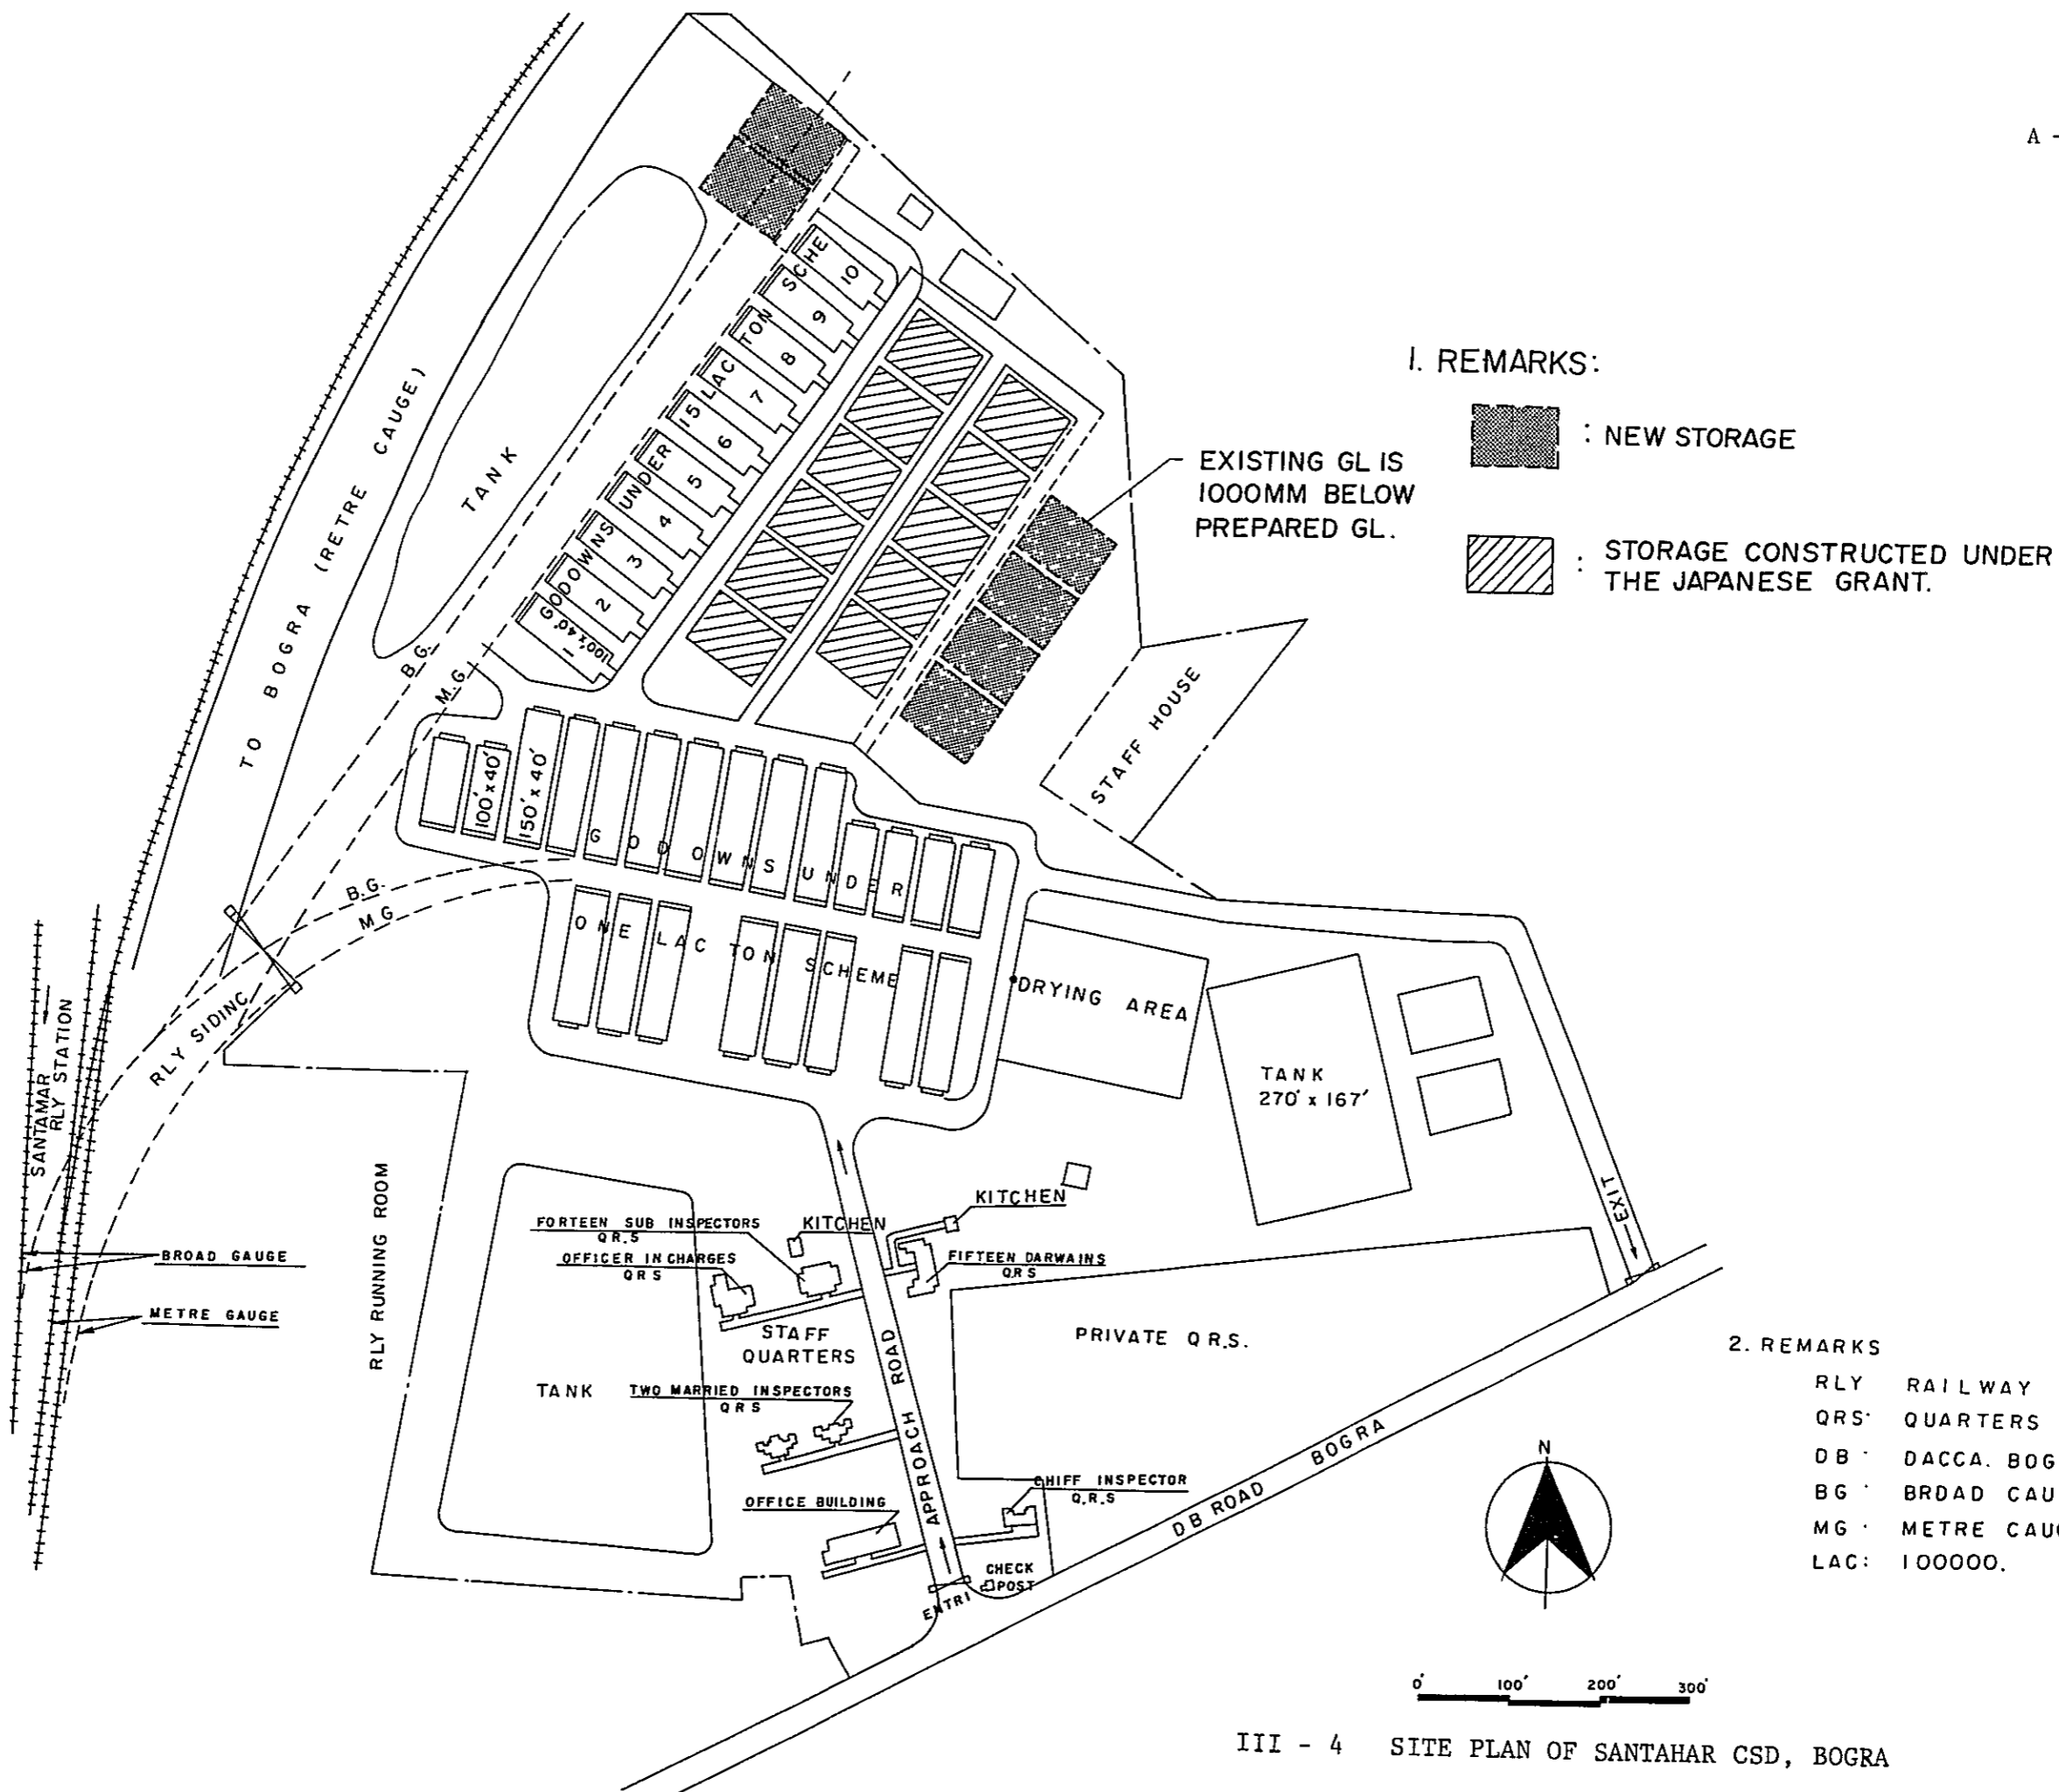 A -
1. REMARKS:
: NEW STORAGE
: STORAGE CONSTRUCTED UNDER
THE JAPANESE GRANT.
EXISTING GL IS
1000MM BELOW
PREPARED GL.
TO BOGRA (RETRE CAUGE)
TANK
B.G.
M.G
GODOWNS UNDER 15 LAC TON SCHE
100'x40'
1
2
3
4
5
6
7
8
9
10
STAFF HOUSE
100'x40'
150'x40'
GODOWNS UNDER
ONE LAC TON SCHEME
B.G.
M G
RLY SIDING
SANTAMAR
RLY STATION
DRYING AREA
TANK
270' x 167'
EXIT
RLY RUNNING ROOM
KITCHEN
KITCHEN
FORTEEN SUB INSPECTORS
QR.S
OFFICER IN CHARGES
QRS
FIFTEEN DARWAINS
QRS
BROAD GAUGE
METRE GAUGE
STAFF
QUARTERS
PRIVATE QR.S.
TANK
TWO MARRIED INSPECTORS
QRS
APPROACH ROAD
CHIFF INSPECTOR
Q.R.S
OFFICE BUILDING
CHECK
POST
ENTRI
DB ROAD BOGRA
2. REMARKS
RLY RAILWAY
QRS· QUARTERS
DB · DACCA. BOG
BG · BRDAD CAU
MG · METRE CAU
LAC: 100000.
N
0' 100' 200' 300'
III - 4 SITE PLAN OF SANTAHAR CSD, BOGRA